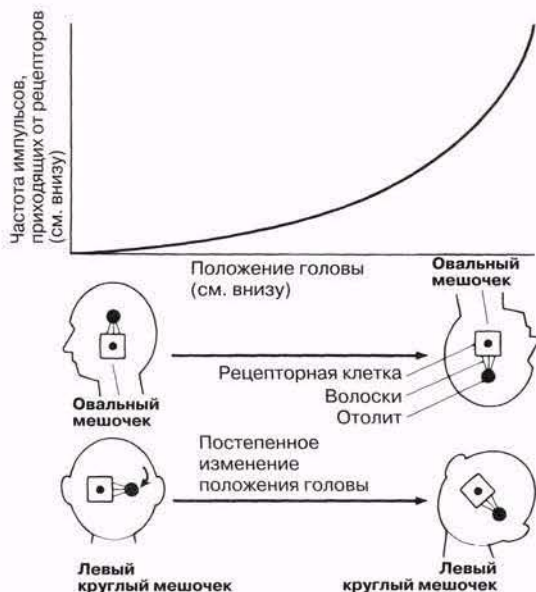 Частота импульсов,
приходящих от рецепторов
(см. внизу)
Положение головы
(см. внизу)
Овальный
мешочек
Рецепторная клетка
Волоски
Отолит
Овальный
мешочек
Постепенное
изменение
положения головы
Левый
круглый мешочек
Левый
круглый мешочек